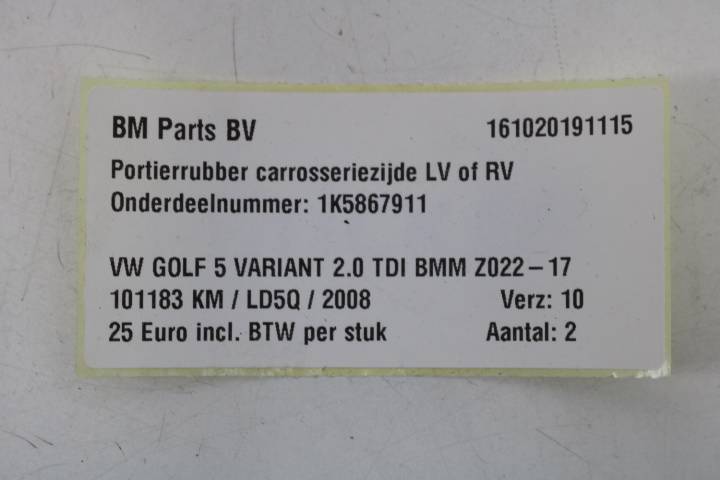 BM Parts BV 161020191115
Portierrubber carrosseriezijde LV of RV
Onderdeelnummer: 1K5867911
VW GOLF 5 VARIANT 2.0 TDI BMM Z022-17
101183 KM / LD5Q / 2008 Verz: 10
25 Euro incl. BTW per stuk Aantal: 2